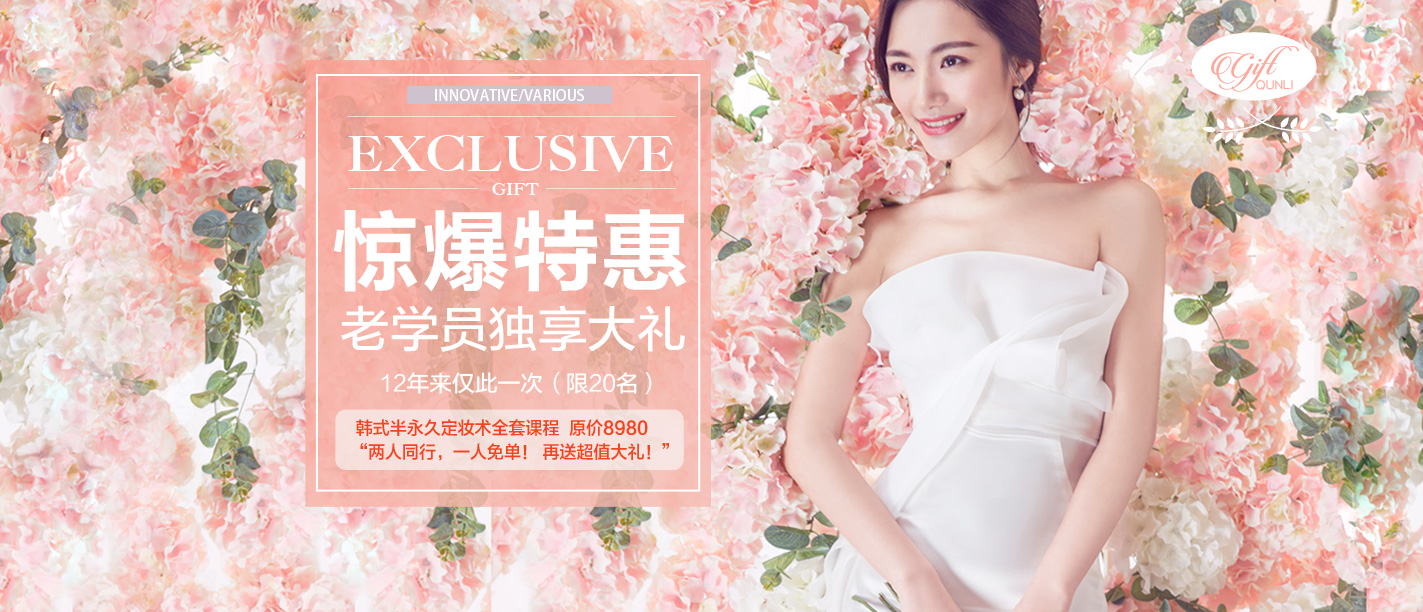 INNOVATIVE/VARIOUS
EXCLUSIVE
GIFT
惊爆特惠
老学员独享大礼
12年来仅此一次（限20名）
韩式半永久定妆术全套课程 原价8980
“两人同行，一人免单！ 再送超值大礼！”
Gift
QUNLI